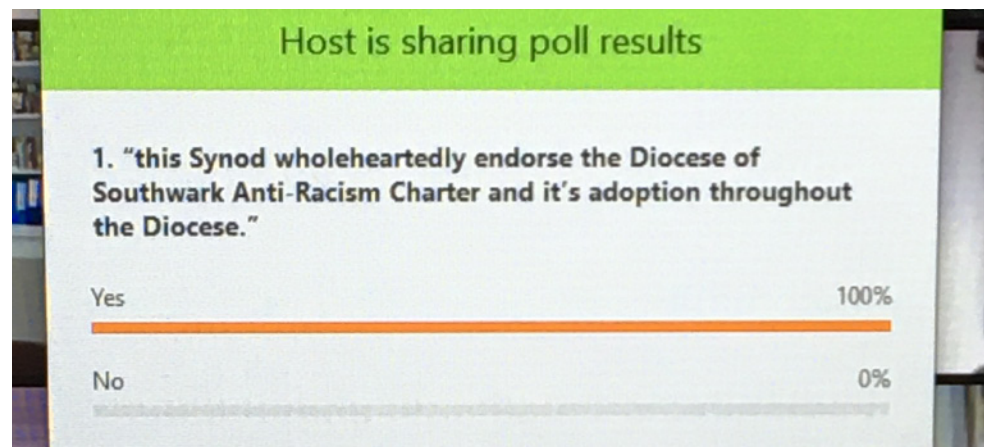 Host is sharing poll results
1. “this Synod wholeheartedly endorse the Diocese of
Southwark Anti-Racism Charter and it’s adoption throughout
the Diocese.”
Yes 100%
No 0%